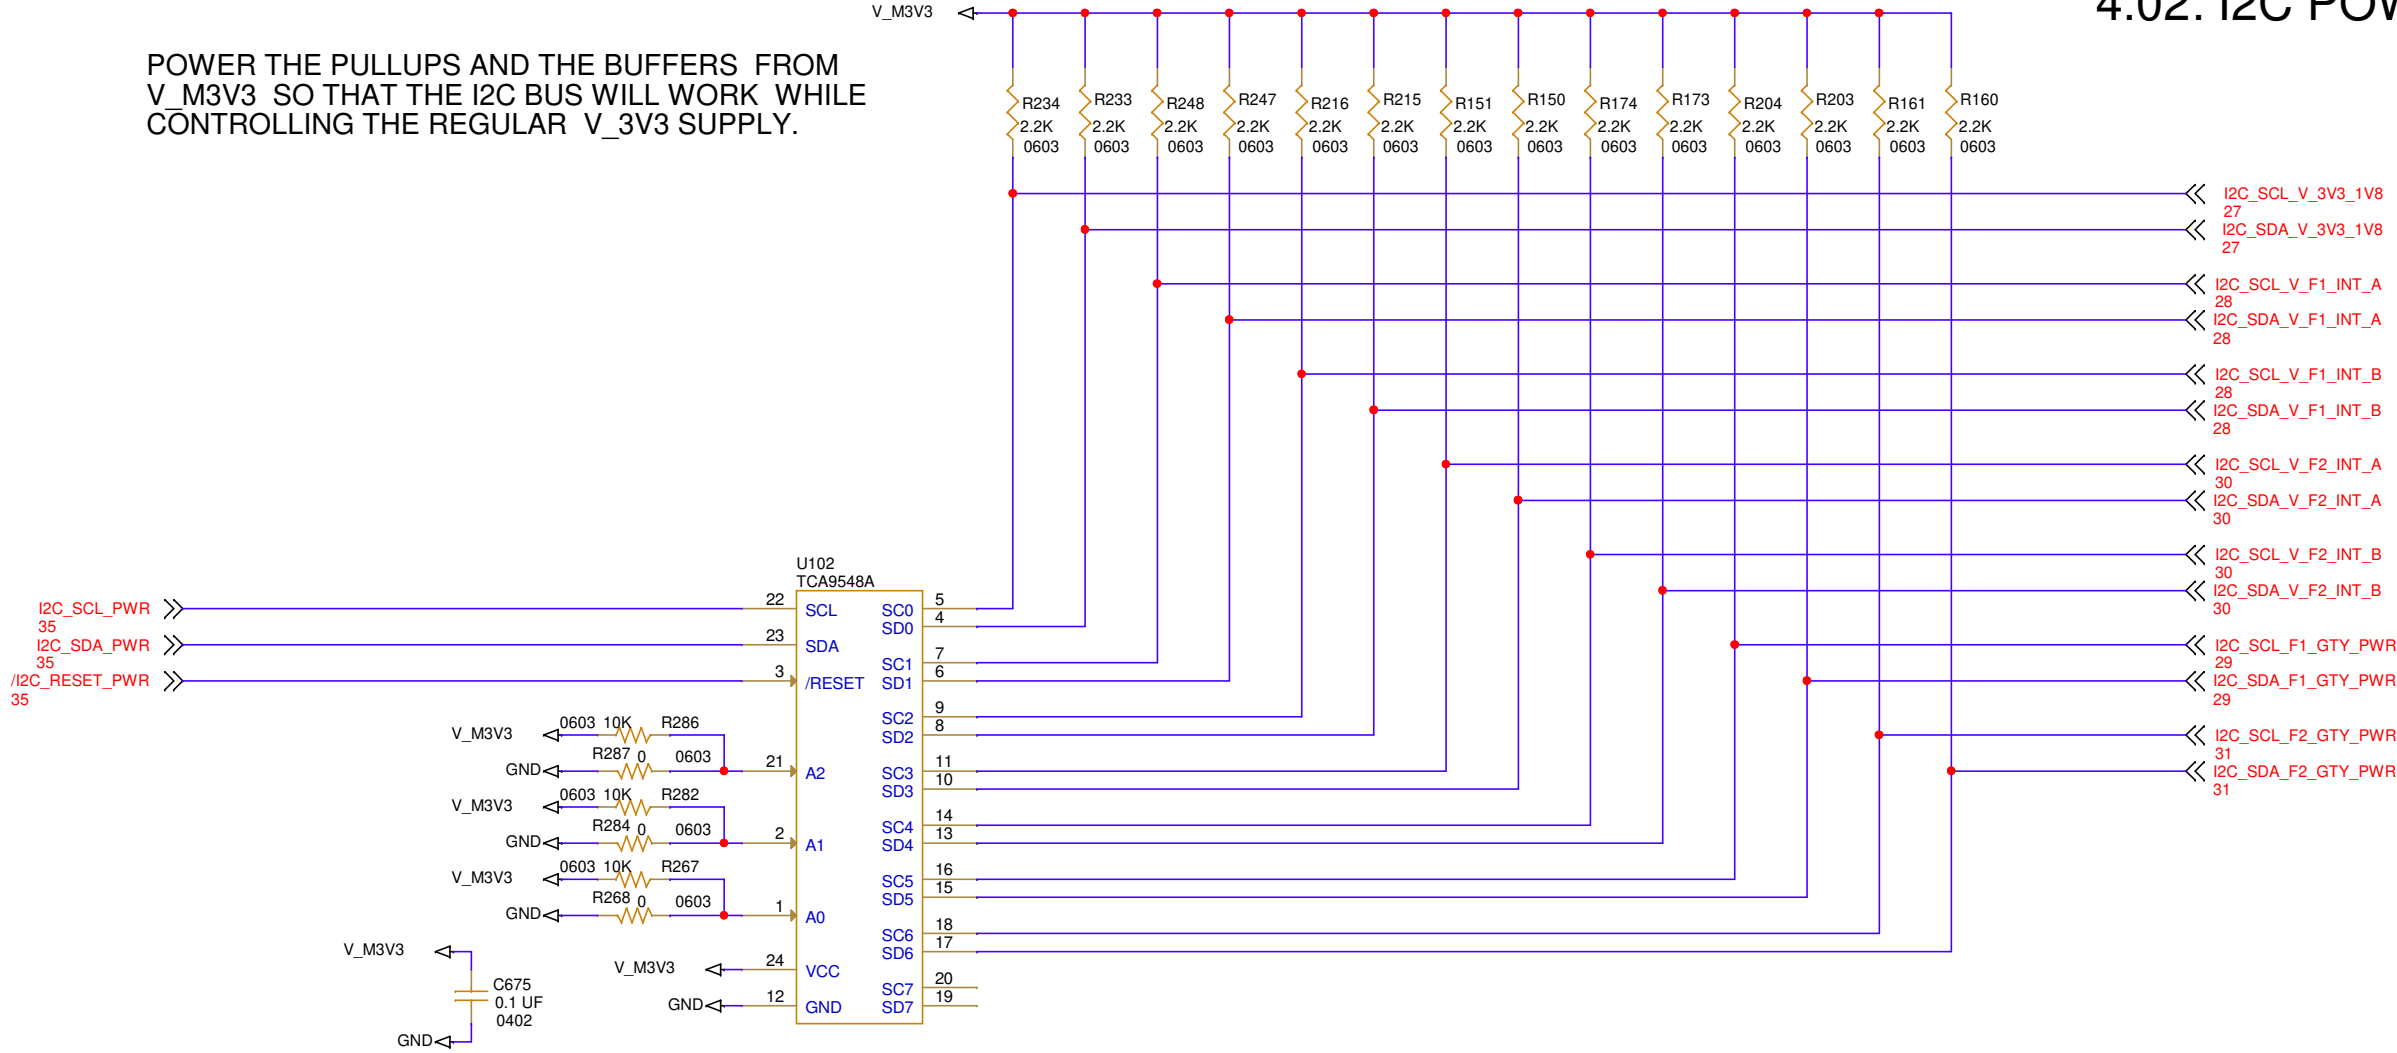 V_M3V3
4.02: I2C POW
POWER THE PULLUPS AND THE BUFFERS FROM
V_M3V3 SO THAT THE I2C BUS WILL WORK WHILE
CONTROLLING THE REGULAR V_3V3 SUPPLY.
R234 R233 R248 R247 R216 R215 R151 R150 R174 R173 R204 R203 R161 R160
2.2K 2.2K 2.2K 2.2K 2.2K 2.2K 2.2K 2.2K 2.2K 2.2K 2.2K 2.2K 2.2K 2.2K
0603 0603 0603 0603 0603 0603 0603 0603 0603 0603 0603 0603 0603 0603
I2C_SCL_V_3V3_1V8
27
I2C_SDA_V_3V3_1V8
27
I2C_SCL_V_F1_INT_A
28
I2C_SDA_V_F1_INT_A
28
I2C_SCL_V_F1_INT_B
28
I2C_SDA_V_F1_INT_B
28
I2C_SCL_V_F2_INT_A
30
I2C_SDA_V_F2_INT_A
30
I2C_SCL_V_F2_INT_B
30
I2C_SDA_V_F2_INT_B
30
I2C_SCL_F1_GTY_PWR
29
I2C_SDA_F1_GTY_PWR
29
I2C_SCL_F2_GTY_PWR
31
I2C_SDA_F2_GTY_PWR
31
U102
TCA9548A
I2C_SCL_PWR
35
I2C_SDA_PWR
35
/I2C_RESET_PWR
35
22 SCL
23 SDA
3 /RESET
V_M3V3 0603 10K R286
GND R287 0 0603
21 A2
V_M3V3 0603 10K R282
GND R284 0 0603
2 A1
V_M3V3 0603 10K R267
GND R268 0 0603
1 A0
V_M3V3 24 VCC
GND 12 GND
SC0 5
SD0 4
SC1 7
SD1 6
SC2 9
SD2 8
SC3 11
SD3 10
SC4 14
SD4 13
SC5 16
SD5 15
SC6 18
SD6 17
SC7 20
SD7 19
V_M3V3
C675
0.1 UF
0402
GND